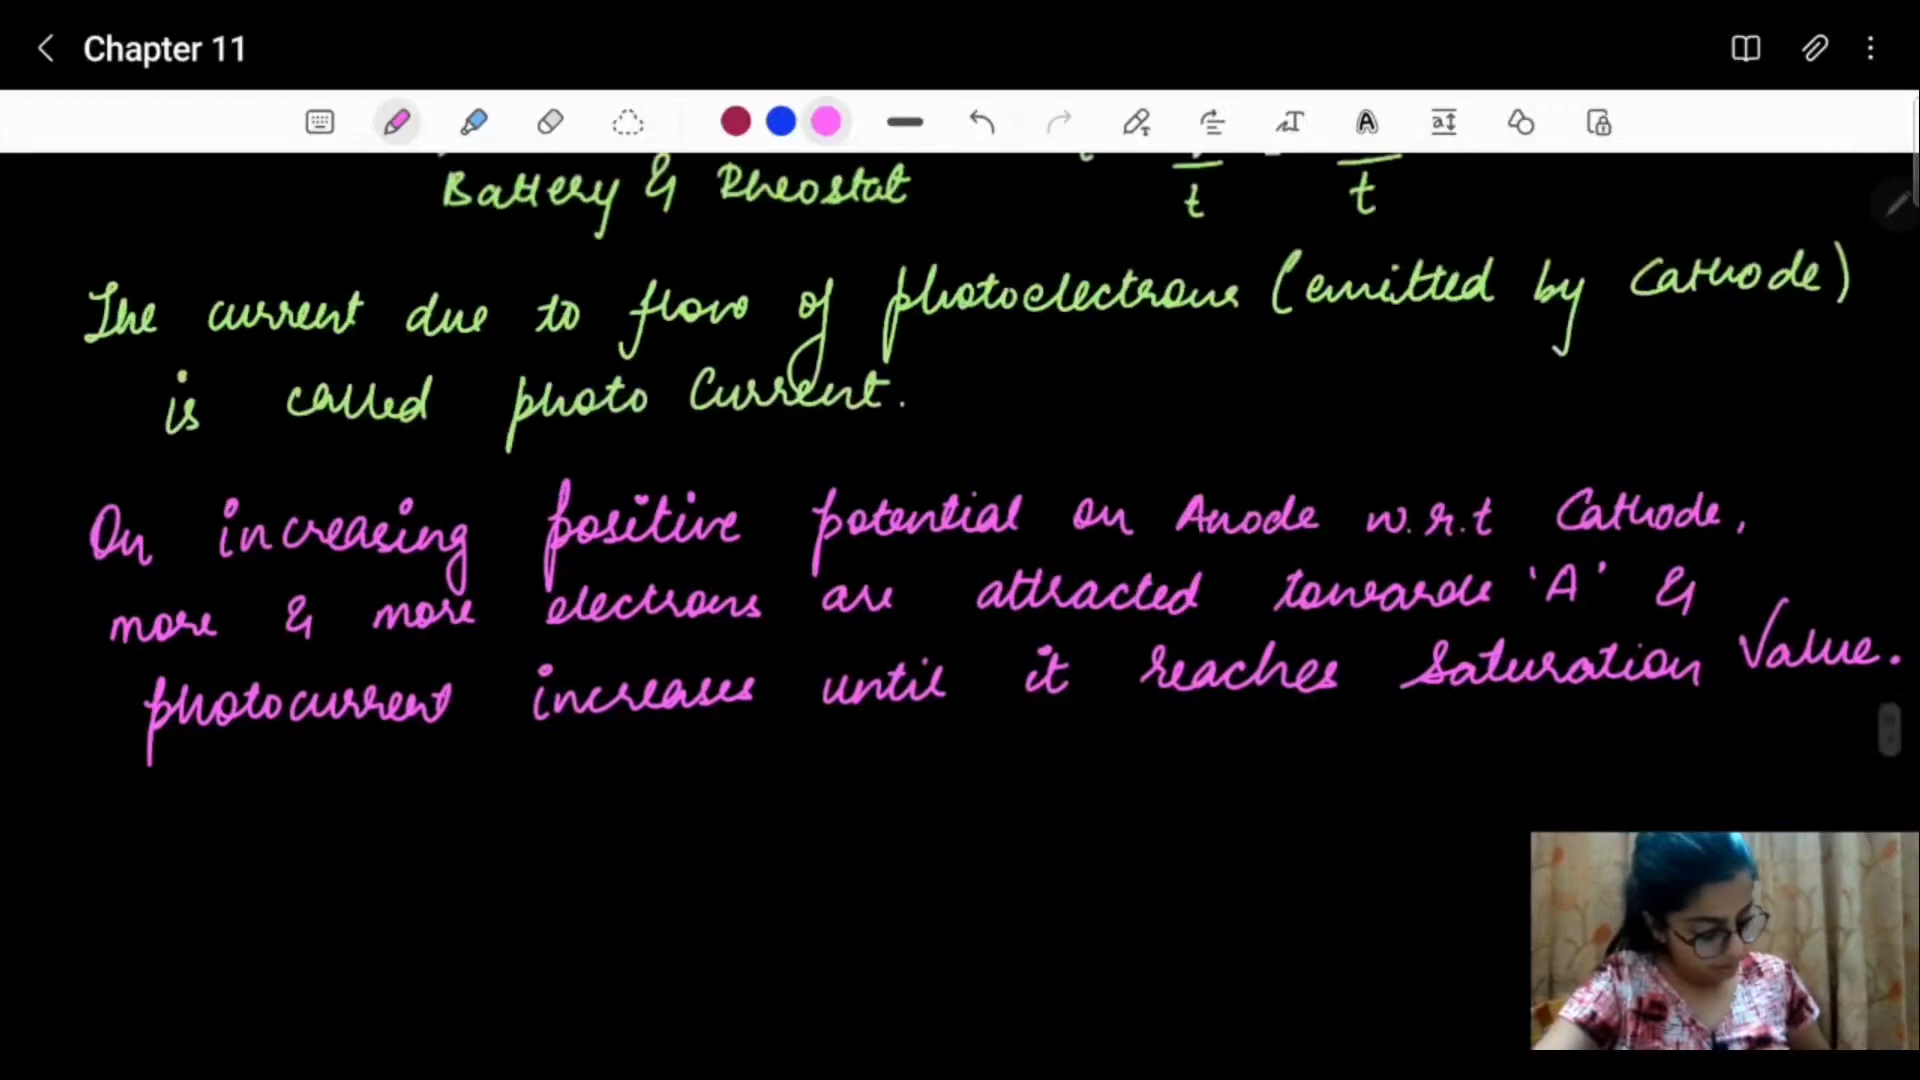 Chapter 11
Battery & Rheostat
t
t
The current due to flow of photoelectrons (emitted by Cathode)
is called photo Current.
On increasing positive potential on Anode w.r.t Cathode,
more & more electrons are attracted towards 'A' &
photocurrent increases until it reaches saturation Value.